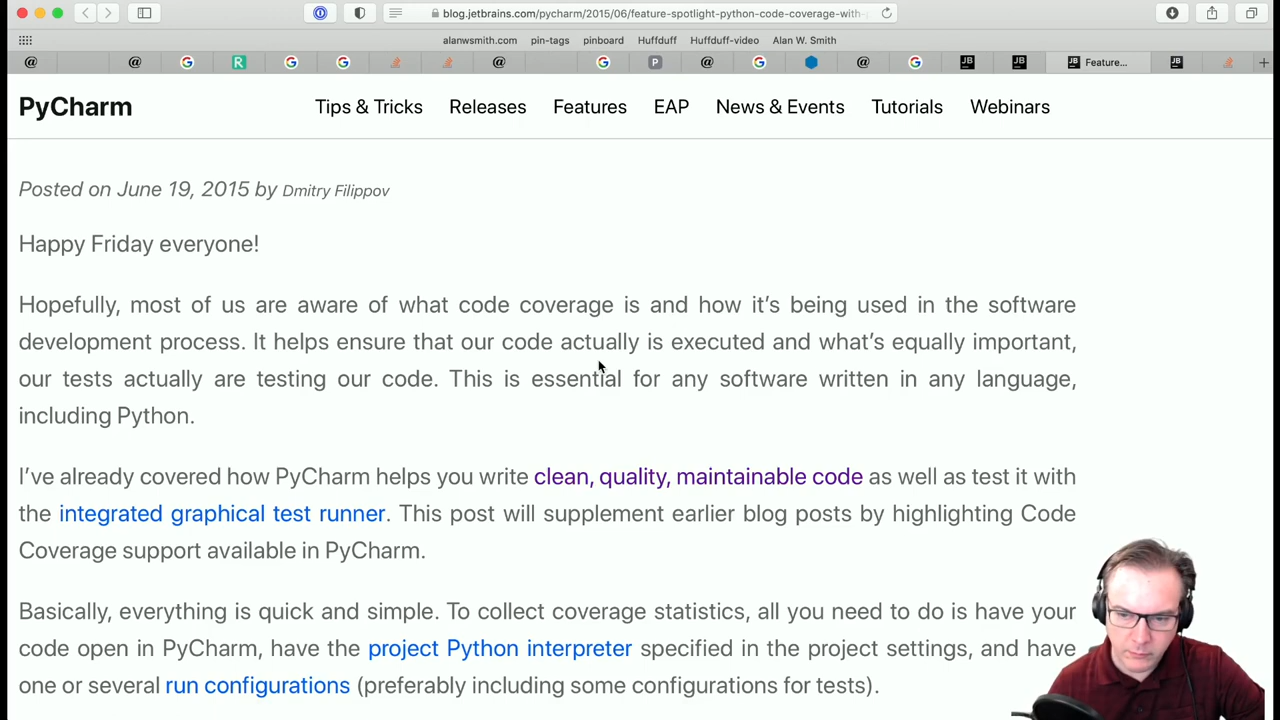 blog.jetbrains.com/pycharm/2015/06/feature-spotlight-python-code-coverage-with-
alanwsmith.com pin-tags pinboard Huffduff Huffduff-video Alan W. Smith
Feature...
PyCharm Tips & Tricks Releases Features EAP News & Events Tutorials Webinars
Posted on June 19, 2015 by Dmitry Filippov
Happy Friday everyone!
Hopefully, most of us are aware of what code coverage is and how it’s being used in the software
development process. It helps ensure that our code actually is executed and what’s equally important,
our tests actually are testing our code. This is essential for any software written in any language,
including Python.
I’ve already covered how PyCharm helps you write clean, quality, maintainable code as well as test it with
the integrated graphical test runner. This post will supplement earlier blog posts by highlighting Code
Coverage support available in PyCharm.
Basically, everything is quick and simple. To collect coverage statistics, all you need to do is have your
code open in PyCharm, have the project Python interpreter specified in the project settings, and have
one or several run configurations (preferably including some configurations for tests).